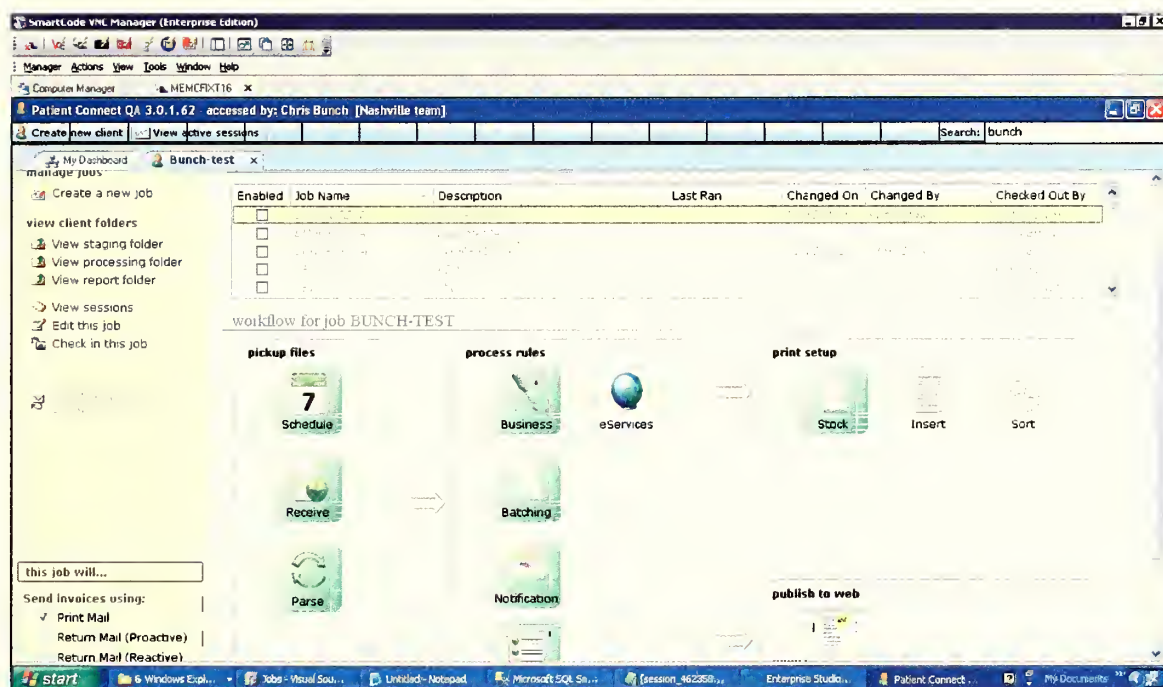 SmartCode VNC Manager (Enterprise Edition)
Manager Actions View Tools Window Help
Computer Manager MEMCFIXT16 X
Patient Connect QA 3.0.1.62 - accessed by: Chris Bunch [Nashville team]
Create new client View active sessions Search: bunch
My Dashboard Bunch-test x
manage jobs
Create a new job
view client folders
View staging folder
View processing folder
View report folder
View sessions
Edit this job
Check in this job
Enabled Job Name Description Last Ran Changed On Changed By Checked Out By
workflow for job BUNCH-TEST
pickup files process rules print setup
7
Schedule Business eServices Stock Insert Sort
Receive Batching
Parse Notification
publish to web
this job will...
Send invoices using:
✓ Print Mail
Return Mail (Proactive)
Return Mail (Reactive)
start 6 Windows Expl... Jobs - Visual Sou... Untitled - Notepad Microsoft SQL Se... (session_462358... Enterprise Studio... Patient Connect... My Documents